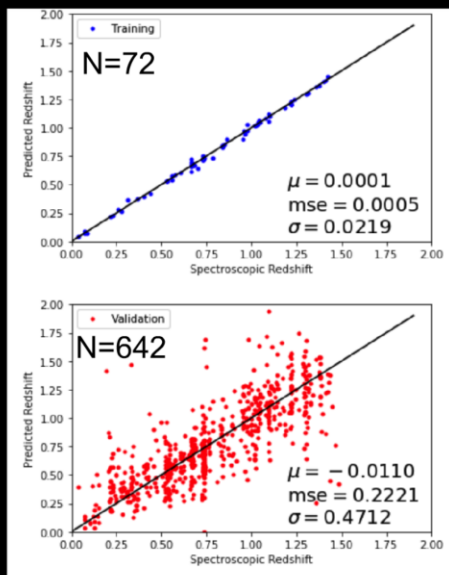 2.00
Training
N=72
1.75
1.50
1.25
1.00
0.75
0.50
0.25
0.00
Predicted Redshift
μ = 0.0001
mse = 0.0005
σ = 0.0219
0.00 0.25 0.50 0.75 1.00 1.25 1.50 1.75 2.00
Spectroscopic Redshift
2.00
Validation
N=642
1.75
1.50
1.25
1.00
0.75
0.50
0.25
0.00
Predicted Redshift
μ = −0.0110
mse = 0.2221
σ = 0.4712
0.00 0.25 0.50 0.75 1.00 1.25 1.50 1.75 2.00
Spectroscopic Redshift